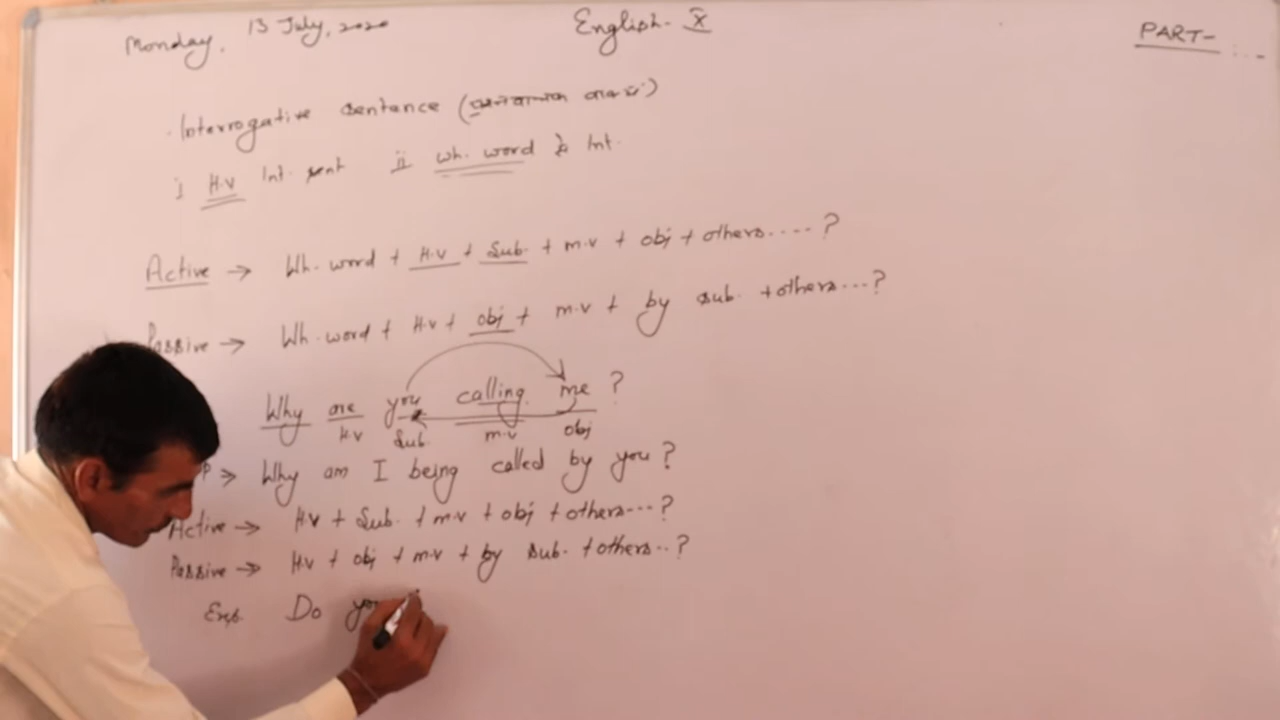 Monday, 13 July, 2020
English- X
PART-
Interrogative sentence (प्रश्नवाचक वाक्य)
i H.V Int. sent ii Wh. word Int.
Active → Wh. word + H.V + Sub. + m.v + obj + others....?
Passive → Wh. word + H.V + obj + m.v + by sub. + others...?
Why are you calling me ?
H.V Sub. m.v obj
P → Why am I being called by you ?
Active → H.V + Sub. + m.v + obj + others---?
Passive → H.v + obj + m.v + by sub. + others..?
Exp. Do you